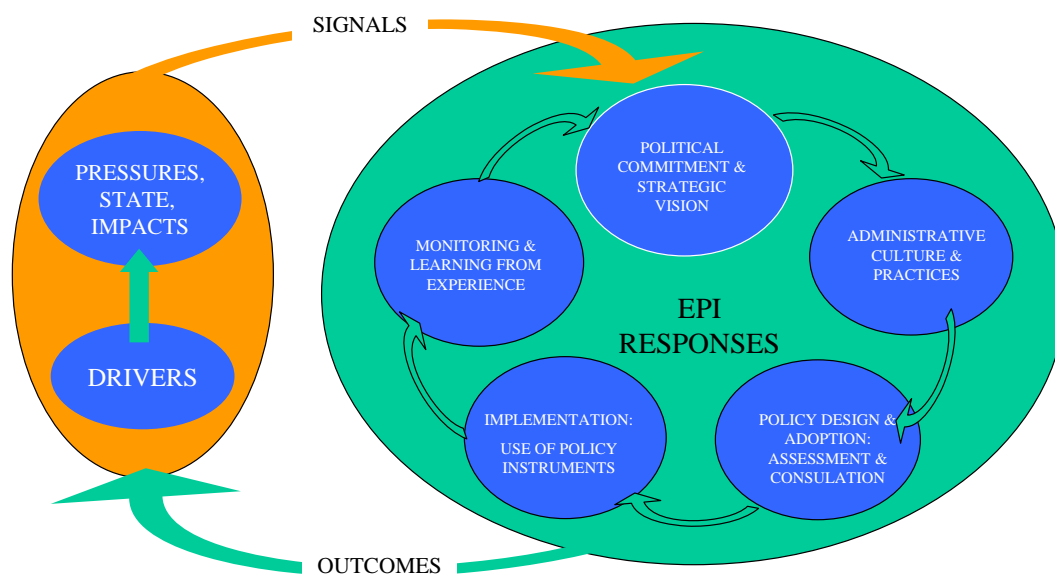 SIGNALS
PRESSURES,
STATE,
IMPACTS
DRIVERS
POLITICAL
COMMITMENT &
STRATEGIC
VISION
ADMINISTRATIVE
CULTURE &
PRACTICES
POLICY DESIGN &
ADOPTION:
ASSESSMENT &
CONSULATION
IMPLEMENTATION:
USE OF POLICY
INSTRUMENTS
MONITORING &
LEARNING FROM
EXPERIENCE
EPI
RESPONSES
OUTCOMES